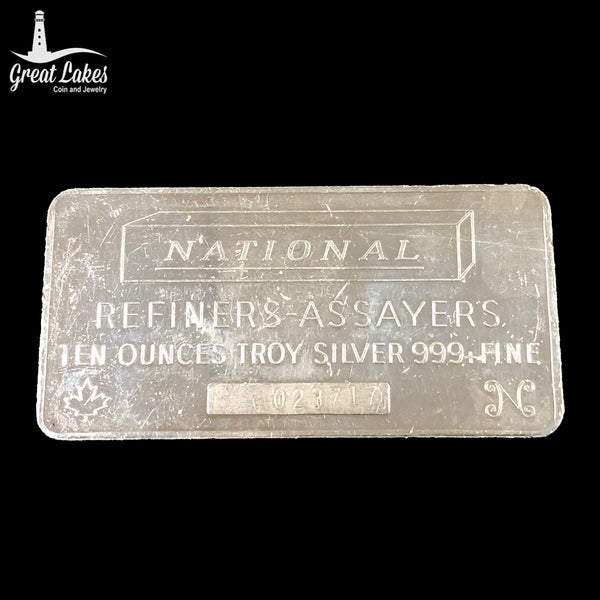 Great Lakes
Coin and Jewelry
NATIONAL
REFINERS-ASSAYERS
TEN OUNCES TROY SILVER 999+FINE
023717
N